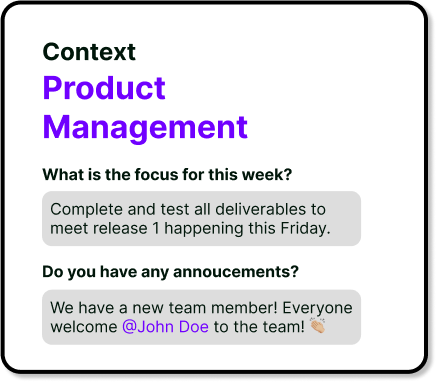 Context
Product
Management
What is the focus for this week?
Complete and test all deliverables to
meet release 1 happening this Friday.
Do you have any annoucements?
We have a new team member! Everyone
welcome @John Doe to the team! 👏🏼